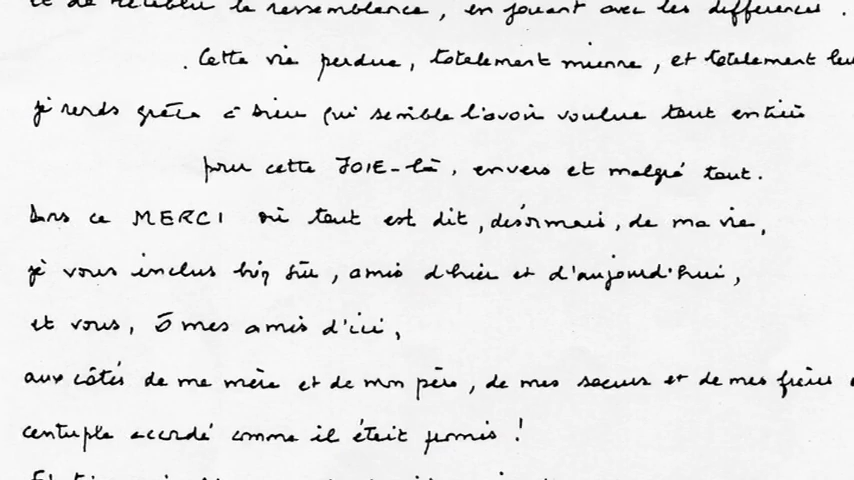 et de rétablir la ressemblance, en jouant avec les différences.
. Cette vie perdue, totalement mienne, et totalement
je rends grâce à Dieu qui semble l'avoir voulue tout entière
pour cette JOIE-là, envers et malgré tout.
Dans ce MERCI où tout est dit, désormais, de ma vie,
je vous inclus bien sûr, amis d'hier et d'aujourd'hui,
et vous, ô mes amis d'ici,
aux côtés de ma mère et de mon père, de mes soeurs et de mes frères
centuple accordé comme il était promis !